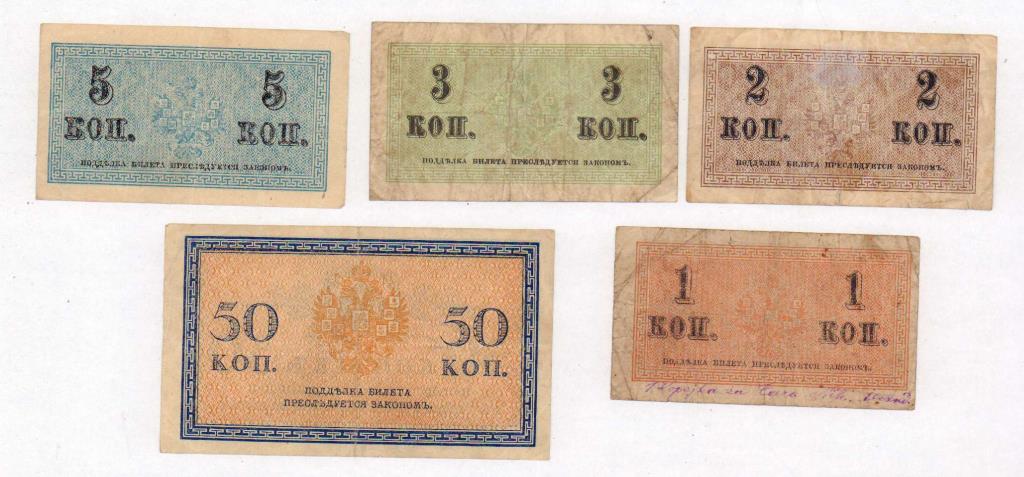 5 5
КОП. КОП.
ПОДДѢЛКА БИЛЕТА ПРЕСЛѢДУЕТСЯ ЗАКОНОМЪ.
3 3
КОП. КОП.
ПОДДѢЛКА БИЛЕТА ПРЕСЛѢДУЕТСЯ ЗАКОНОМЪ.
2 2
КОП. КОП.
ПОДДѢЛКА БИЛЕТА ПРЕСЛѢДУЕТСЯ ЗАКОНОМЪ.
50 50
КОП. КОП.
ПОДДѢЛКА БИЛЕТА
ПРЕСЛѢДУЕТСЯ ЗАКОНОМЪ.
1 1
КОП. КОП.
ПОДДѢЛКА БИЛЕТА ПРЕСЛѢДУЕТСЯ ЗАКОНОМЪ.